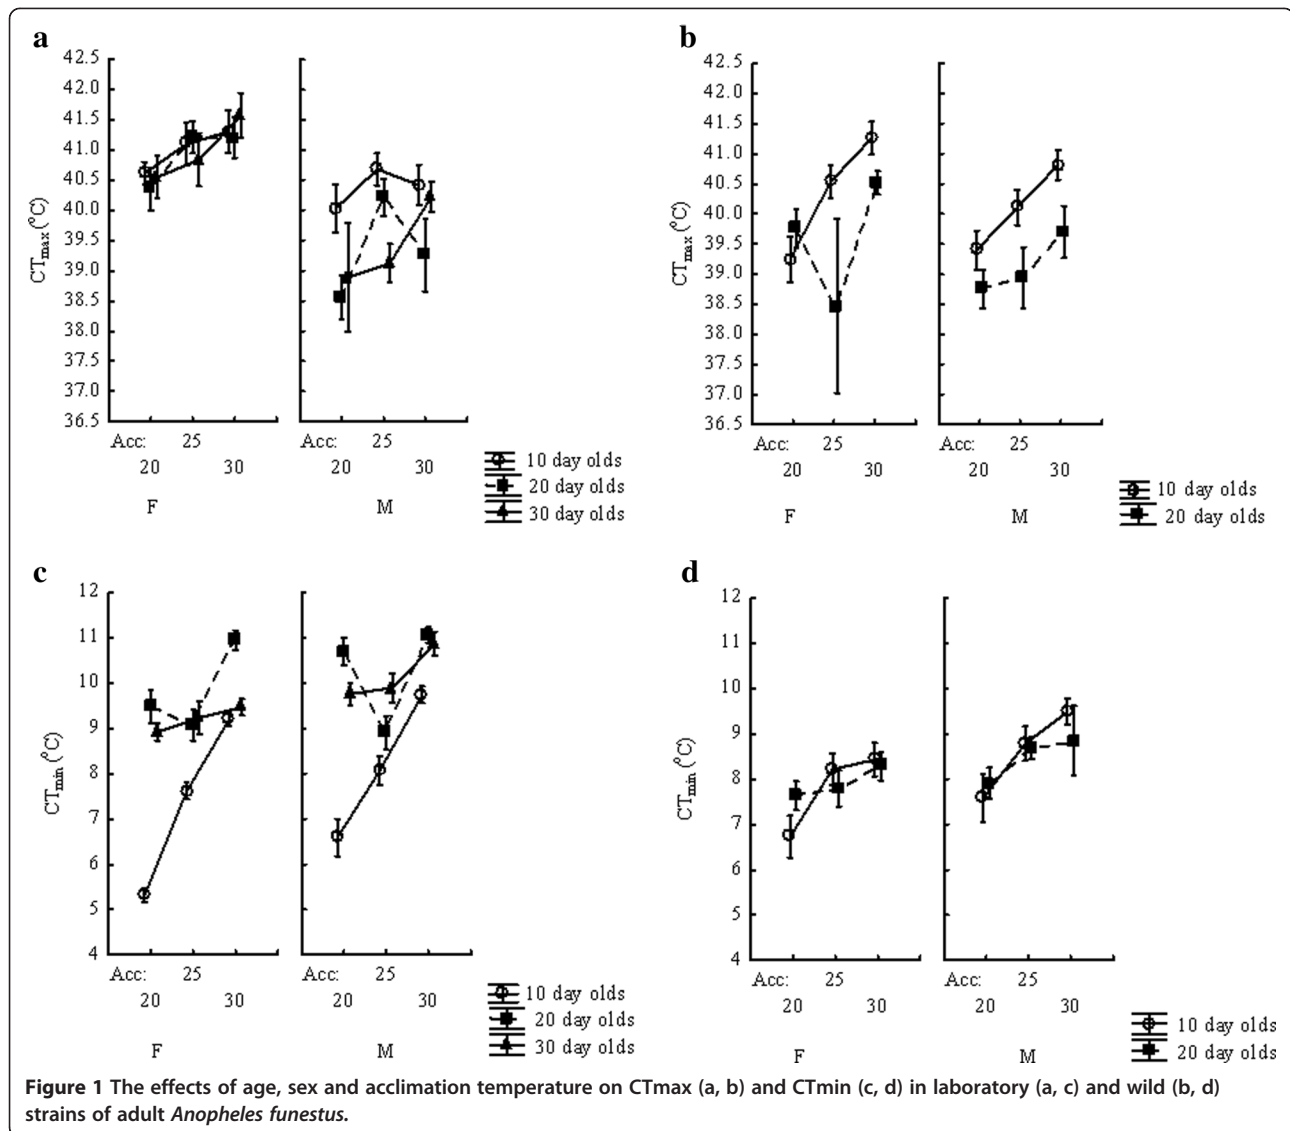 a
42.5
42.0
41.5
41.0
40.5
40.0
39.5
39.0
38.5
38.0
37.5
37.0
36.5
CTmax (°C)
Acc:
25
20
30
F
25
20
30
M
10 day olds
20 day olds
30 day olds
b
42.5
42.0
41.5
41.0
40.5
40.0
39.5
39.0
38.5
38.0
37.5
37.0
36.5
CTmax (°C)
Acc:
25
20
30
F
25
20
30
M
10 day olds
20 day olds
c
12
11
10
9
8
7
6
5
4
CTmin (°C)
Acc:
25
20
30
F
25
20
30
M
10 day olds
20 day olds
30 day olds
d
12
11
10
9
8
7
6
5
4
CTmin (°C)
Acc:
25
20
30
F
25
20
30
M
10 day olds
20 day olds
Figure 1 The effects of age, sex and acclimation temperature on CTmax (a, b) and CTmin (c, d) in laboratory (a, c) and wild (b, d)
strains of adult Anopheles funestus.